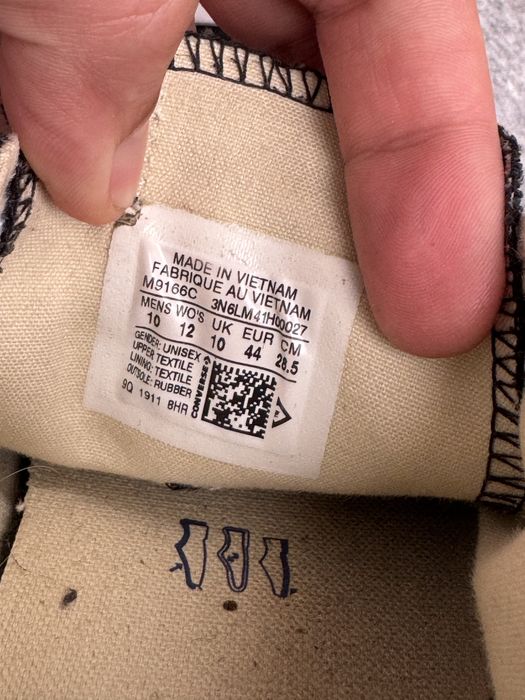 MADE IN VIETNAM
FABRIQUE AU VIETNAM
M9166C 3N6LM41H00027
MENS WO'S UK EUR CM
10 12 10 44 28.5
GENDER: UNISEX
UPPER: TEXTILE
LINING: TEXTILE
OUTSOLE: RUBBER
9Q 1911 8HR
CONVERSE